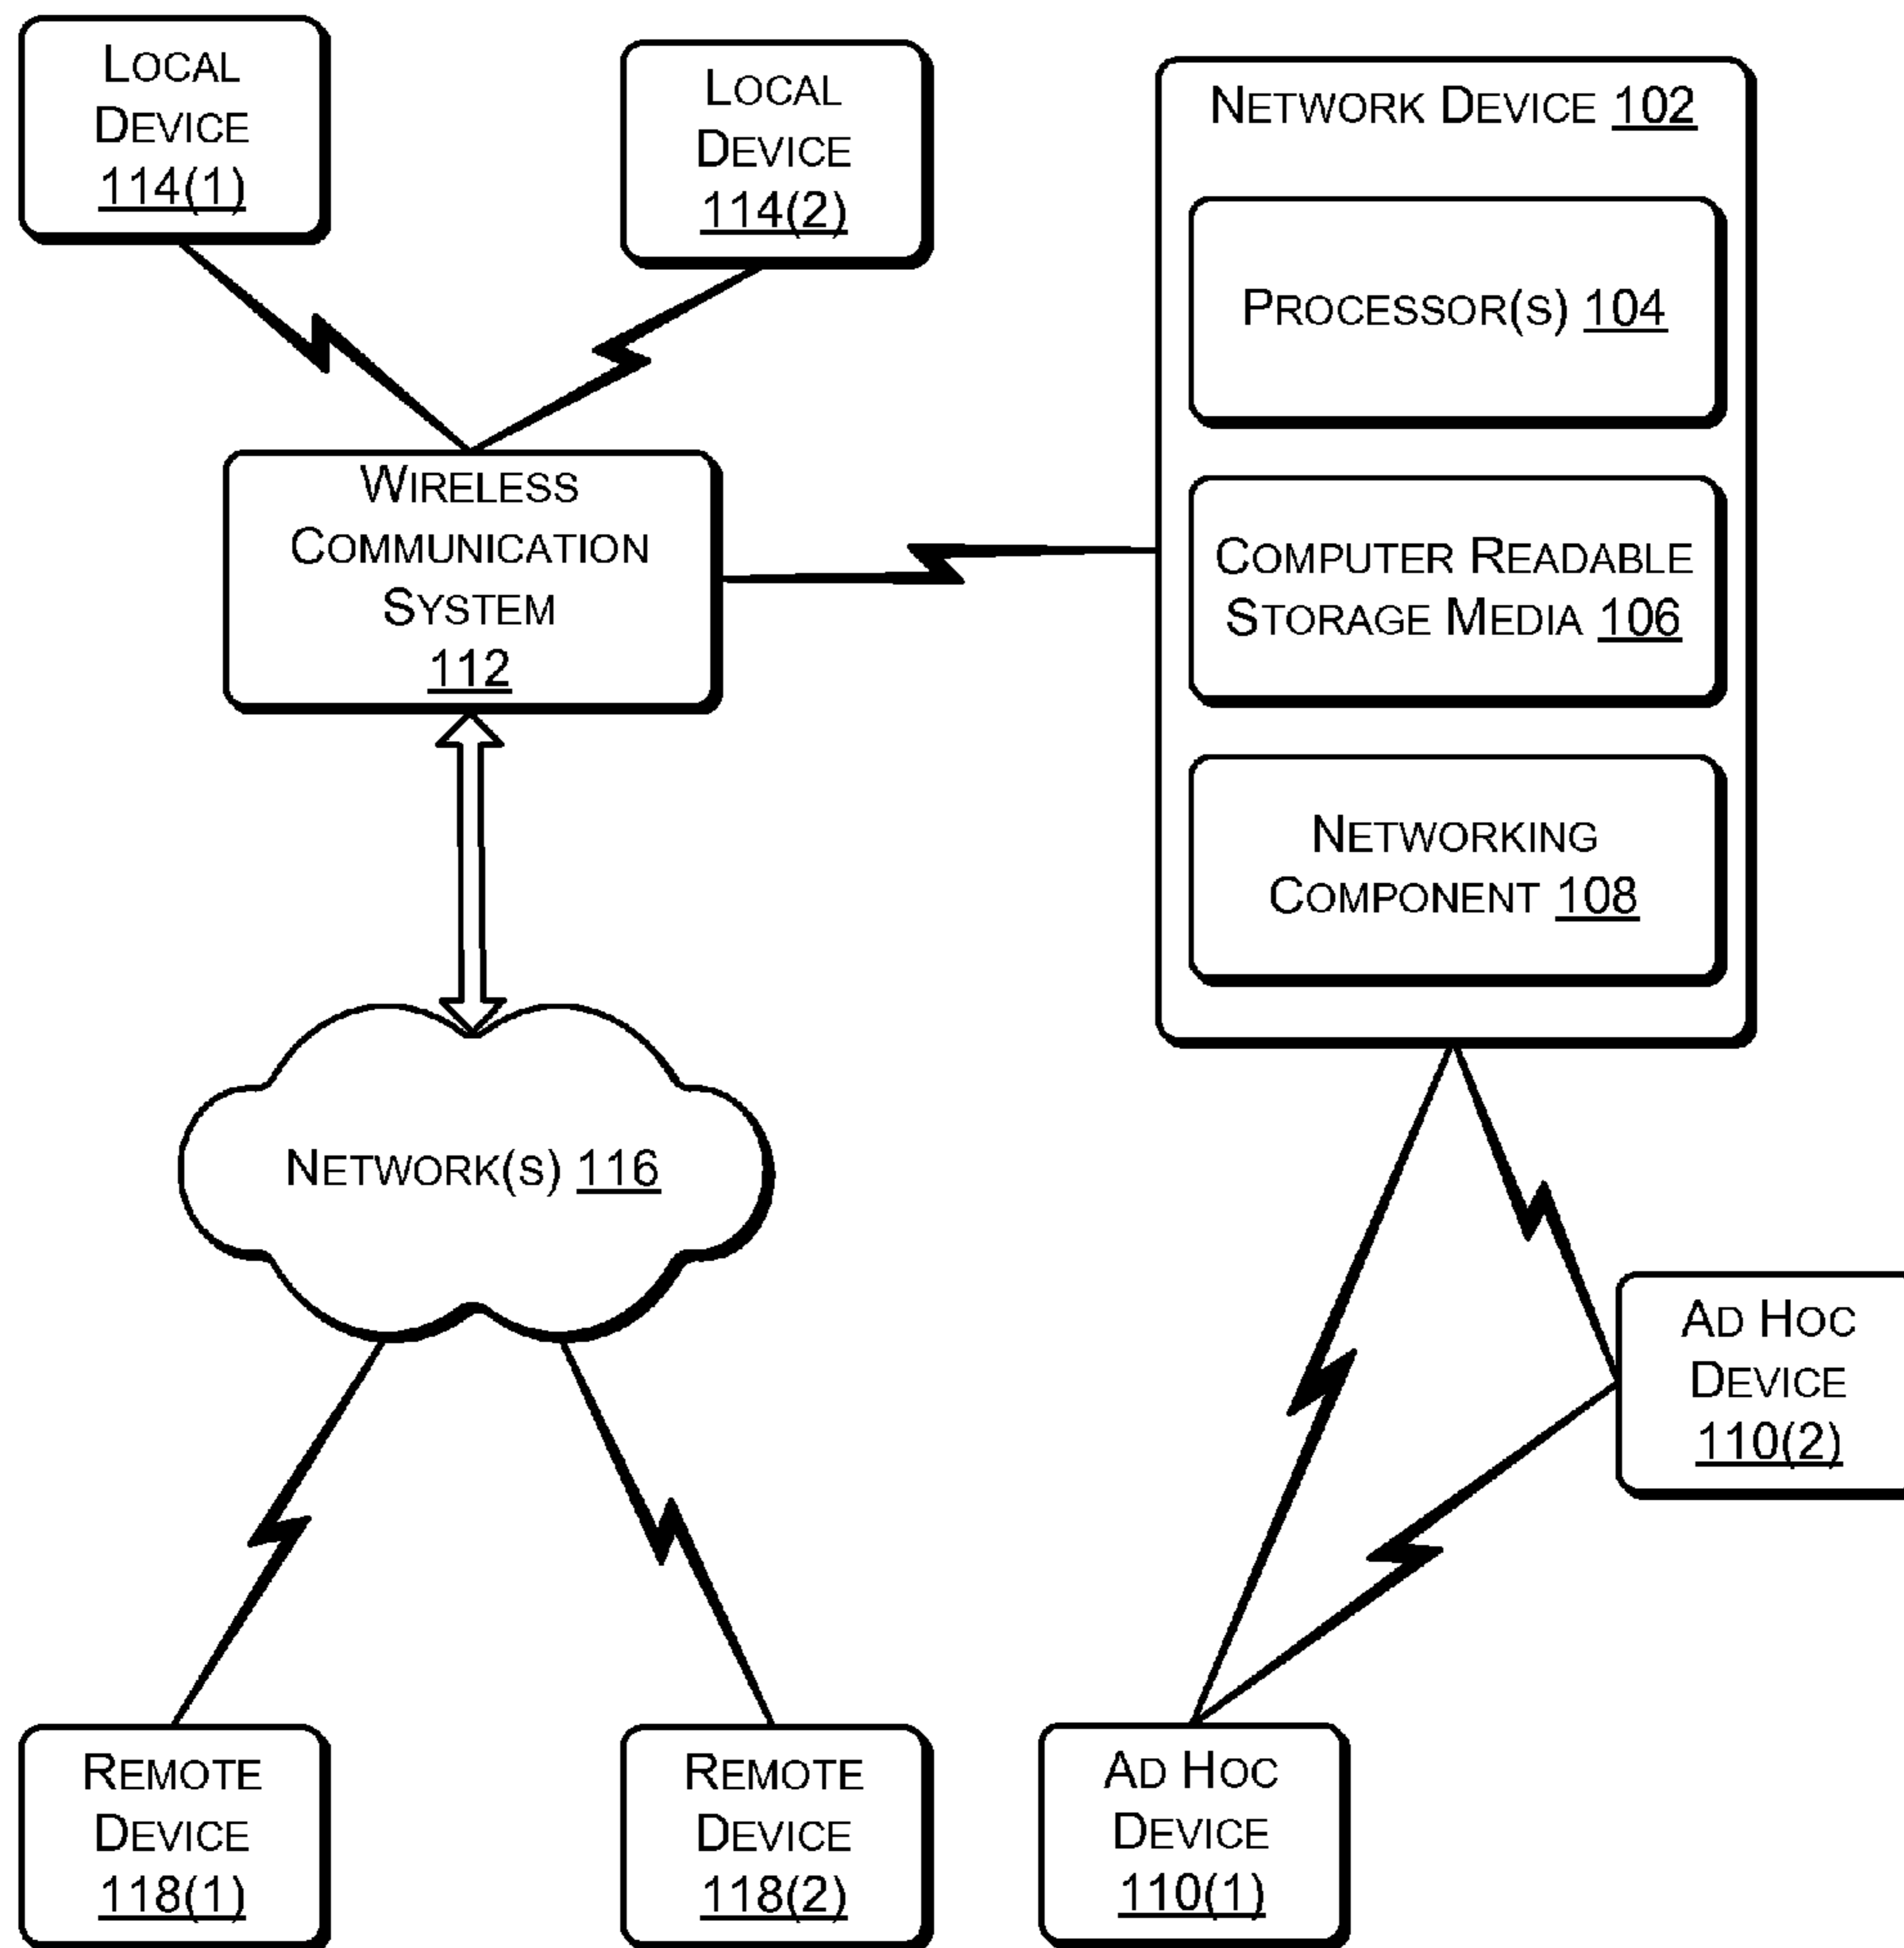 LOCAL
DEVICE
114(1)
LOCAL
DEVICE
114(2)
NETWORK DEVICE 102
PROCESSOR(S) 104
COMPUTER READABLE
STORAGE MEDIA 106
NETWORKING
COMPONENT 108
WIRELESS
COMMUNICATION
SYSTEM
112
NETWORK(S) 116
AD HOC
DEVICE
110(2)
REMOTE
DEVICE
118(1)
REMOTE
DEVICE
118(2)
AD HOC
DEVICE
110(1)